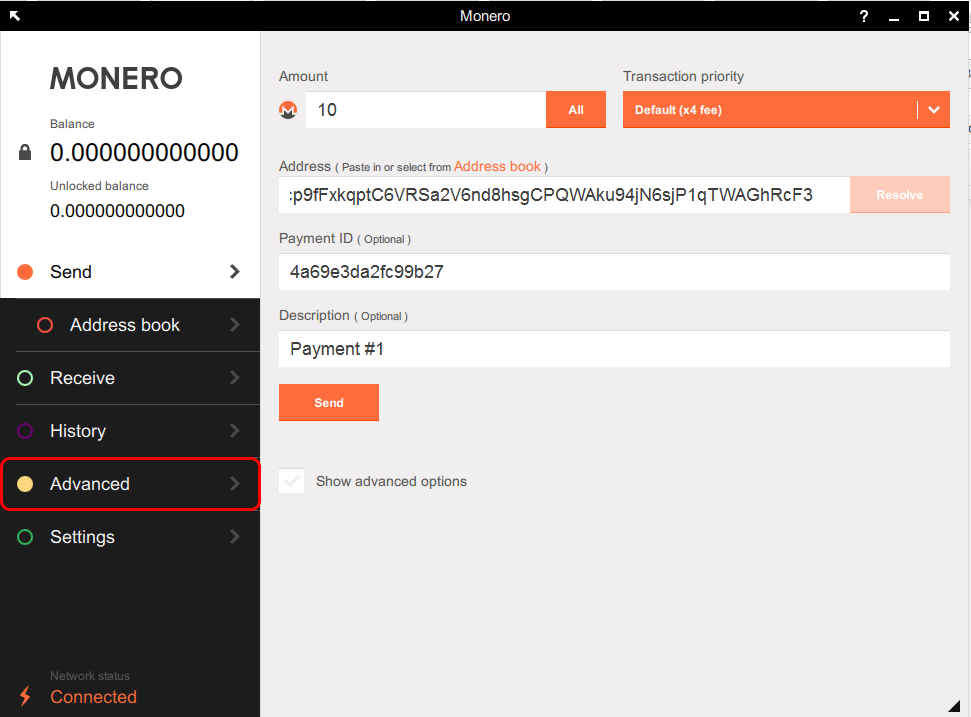 Monero
?
MONERO
Balance
0.000000000000
Unlocked balance
0.000000000000
Send
Address book
Receive
History
Advanced
Settings
Network status
Connected
Amount
10
All
Transaction priority
Default (x4 fee)
Address ( Paste in or select from Address book )
:p9fFxkqptC6VRSa2V6nd8hsgCPQWAku94jN6sjP1qTWAGhRcF3
Resolve
Payment ID ( Optional )
4a69e3da2fc99b27
Description ( Optional )
Payment #1
Send
Show advanced options